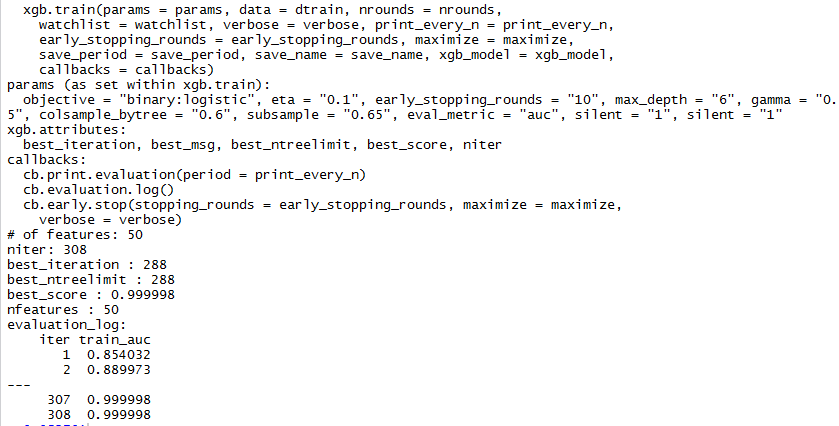 xgb.train(params = params, data = dtrain, nrounds = nrounds,
watchlist = watchlist, verbose = verbose, print_every_n = print_every_n,
early_stopping_rounds = early_stopping_rounds, maximize = maximize,
save_period = save_period, save_name = save_name, xgb_model = xgb_model,
callbacks = callbacks)
params (as set within xgb.train):
objective = "binary:logistic", eta = "0.1", early_stopping_rounds = "10", max_depth = "6", gamma = "0.
5", colsample_bytree = "0.6", subsample = "0.65", eval_metric = "auc", silent = "1", silent = "1"
xgb.attributes:
best_iteration, best_msg, best_ntreelimit, best_score, niter
callbacks:
cb.print.evaluation(period = print_every_n)
cb.evaluation.log()
cb.early.stop(stopping_rounds = early_stopping_rounds, maximize = maximize,
verbose = verbose)
# of features: 50
niter: 308
best_iteration : 288
best_ntreelimit : 288
best_score : 0.999998
nfeatures : 50
evaluation_log:
iter train_auc
1 0.854032
2 0.889973
---
307 0.999998
308 0.999998